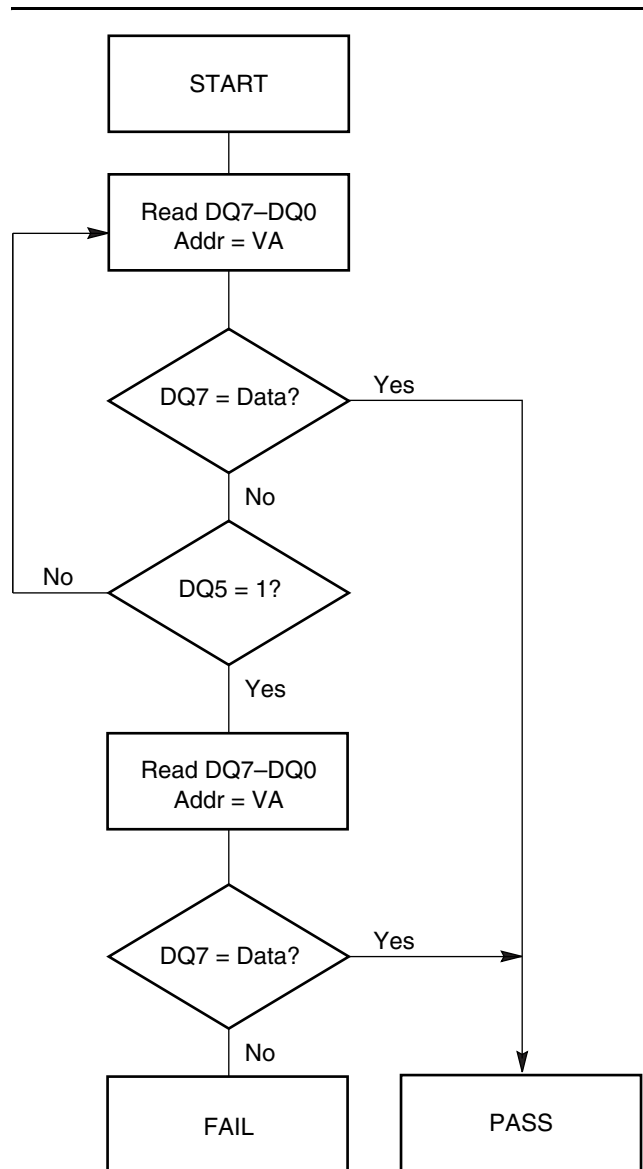 START
Read DQ7–DQ0
Addr = VA
DQ7 = Data?
Yes
No
DQ5 = 1?
No
Yes
Read DQ7–DQ0
Addr = VA
DQ7 = Data?
Yes
No
FAIL
PASS